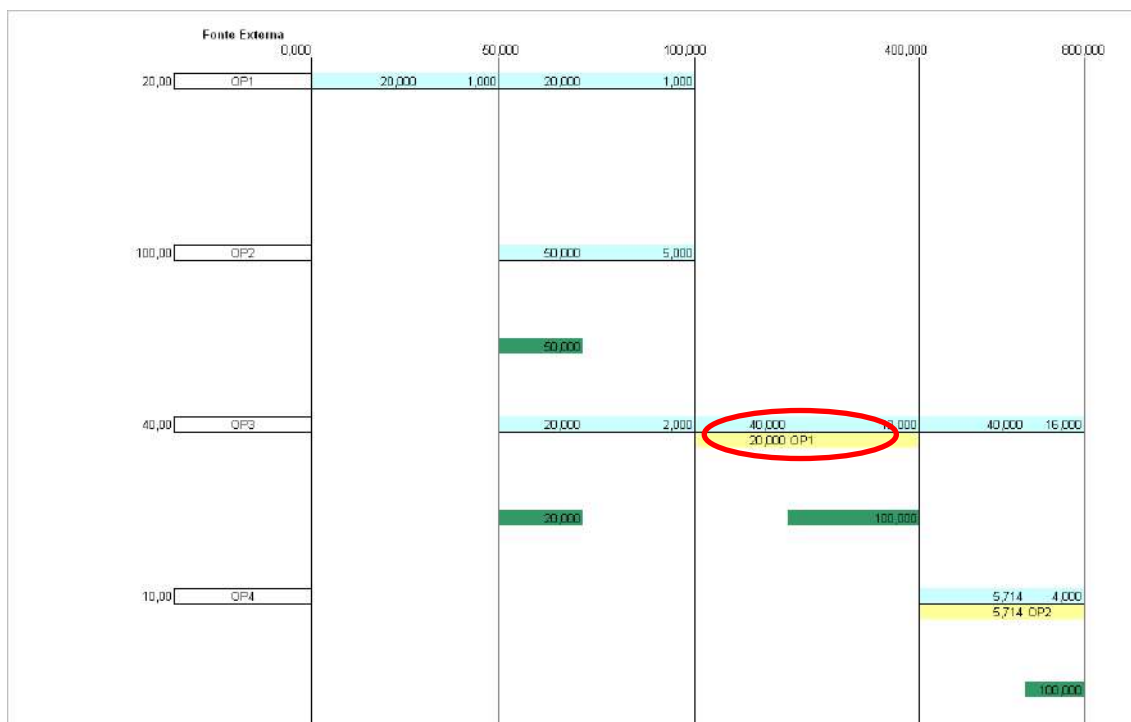 Fonte Externa
0,000 50,000 100,000 400,000 800,000
20,00 OP1 20,000 1,000 20,000 1,000
100,00 OP2 50,000 5,000
50,000
40,00 OP3 20,000 2,000 40,000 ,000 40,000 16,000
20,000 OP1
20,000 100,000
10,00 OP4 5,714 4,000
5,714 OP2
100,000